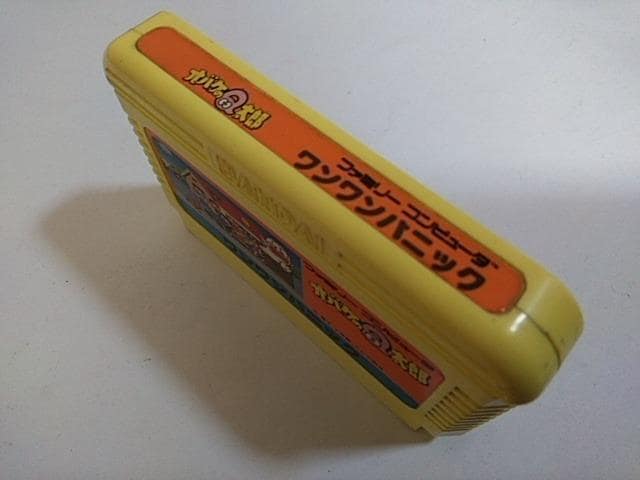 オバケのQ太郎
ファミリー コンピュータ
ワンワンパニック
BANDAI
オバケのQ太郎